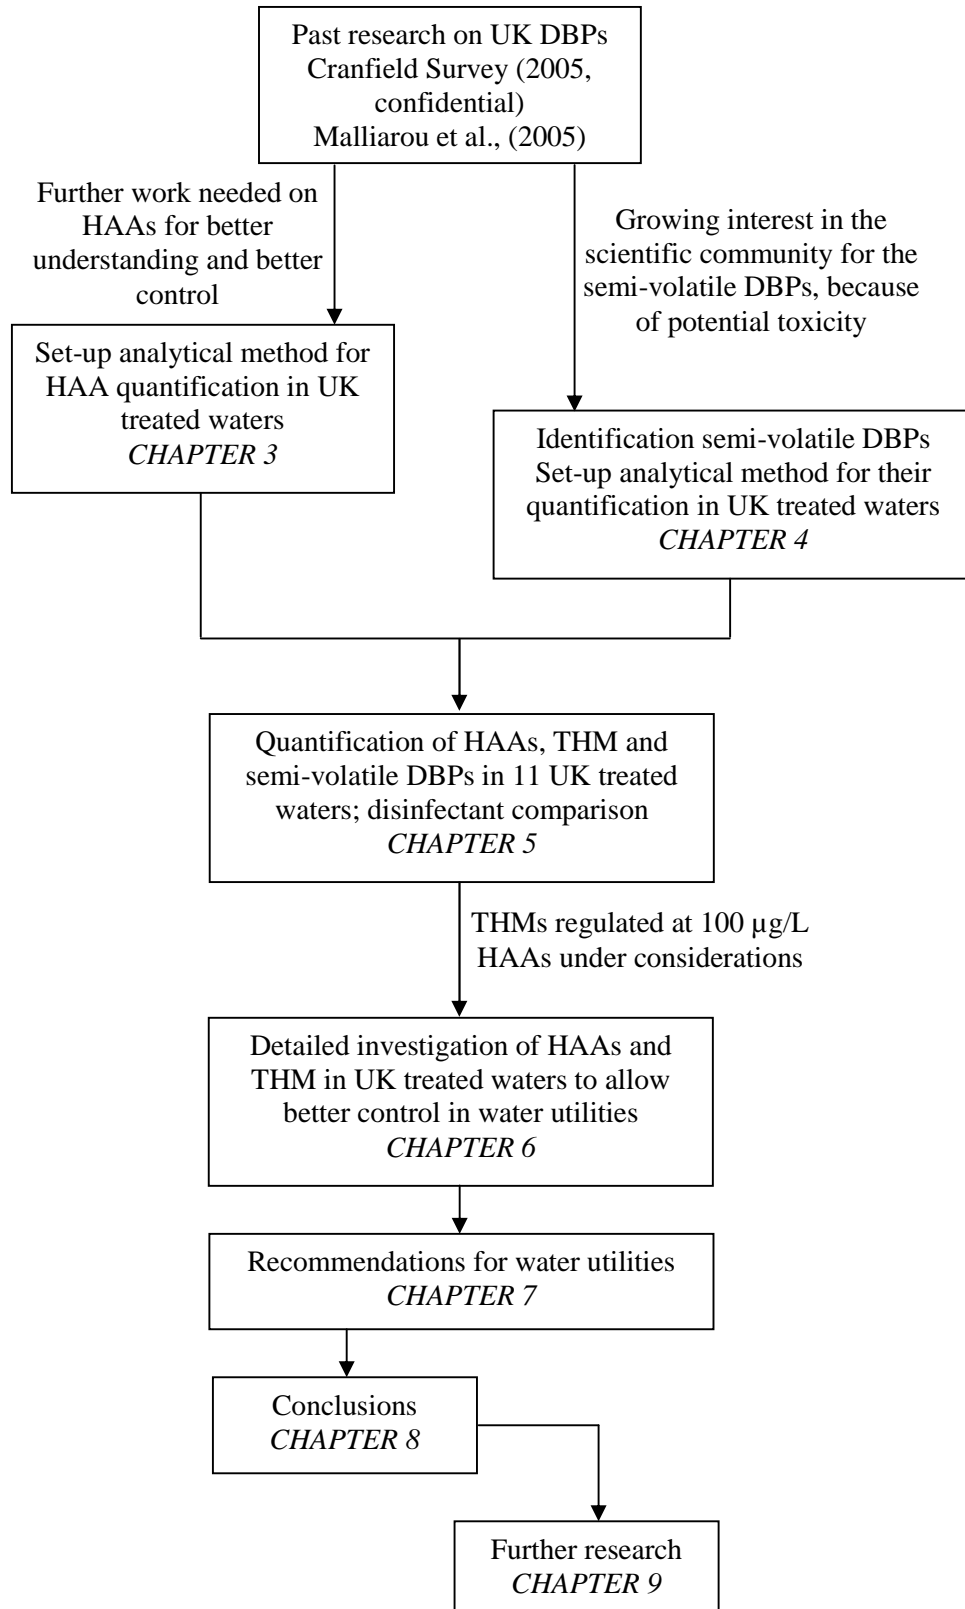 Past research on UK DBPs
Cranfield Survey (2005,
confidential)
Malliarou et al., (2005)
Further work needed on
HAAs for better
understanding and better
control
Growing interest in the
scientific community for the
semi-volatile DBPs, because
of potential toxicity
Set-up analytical method for
HAA quantification in UK
treated waters
CHAPTER 3
Identification semi-volatile DBPs
Set-up analytical method for their
quantification in UK treated waters
CHAPTER 4
Quantification of HAAs, THM and
semi-volatile DBPs in 11 UK treated
waters; disinfectant comparison
CHAPTER 5
THMs regulated at 100 µg/L
HAAs under considerations
Detailed investigation of HAAs and
THM in UK treated waters to allow
better control in water utilities
CHAPTER 6
Recommendations for water utilities
CHAPTER 7
Conclusions
CHAPTER 8
Further research
CHAPTER 9